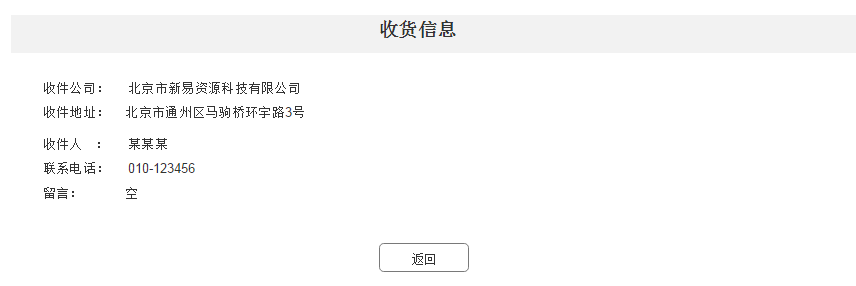 收货信息
收件公司： 北京市新易资源科技有限公司
收件地址： 北京市通州区马驹桥环宇路3号
收件人 ： 某某某
联系电话： 010-123456
留言： 空
返回